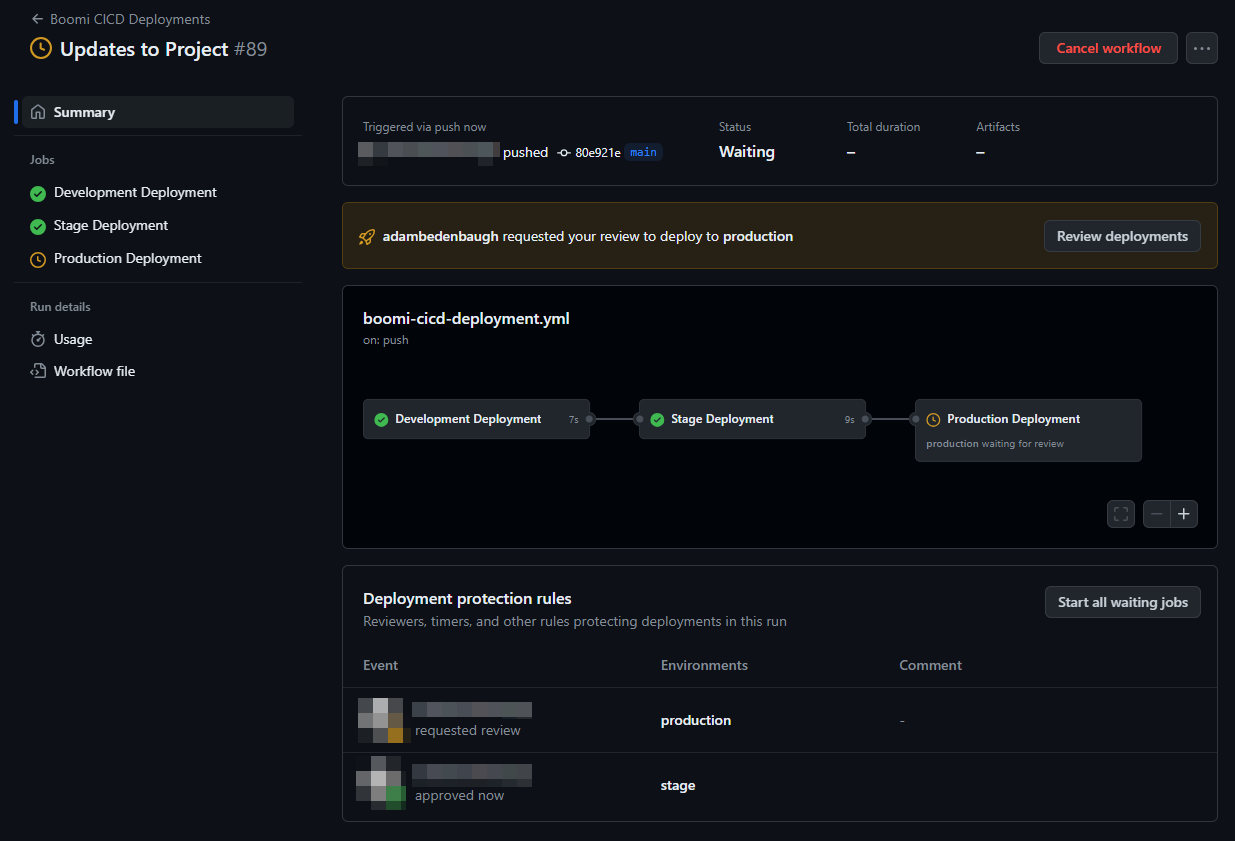 Boomi CICD Deployments
Updates to Project #89
Cancel workflow
Summary
Jobs
Development Deployment
Stage Deployment
Production Deployment
Run details
Usage
Workflow file
Triggered via push now
pushed 80e921e main
Status
Waiting
Total duration
–
Artifacts
–
adambedenbaugh requested your review to deploy to production
Review deployments
boomi-cicd-deployment.yml
on: push
Development Deployment 7s
Stage Deployment 9s
Production Deployment
production waiting for review
Deployment protection rules
Reviewers, timers, and other rules protecting deployments in this run
Start all waiting jobs
Event Environments Comment
requested review
production
-
approved now
stage